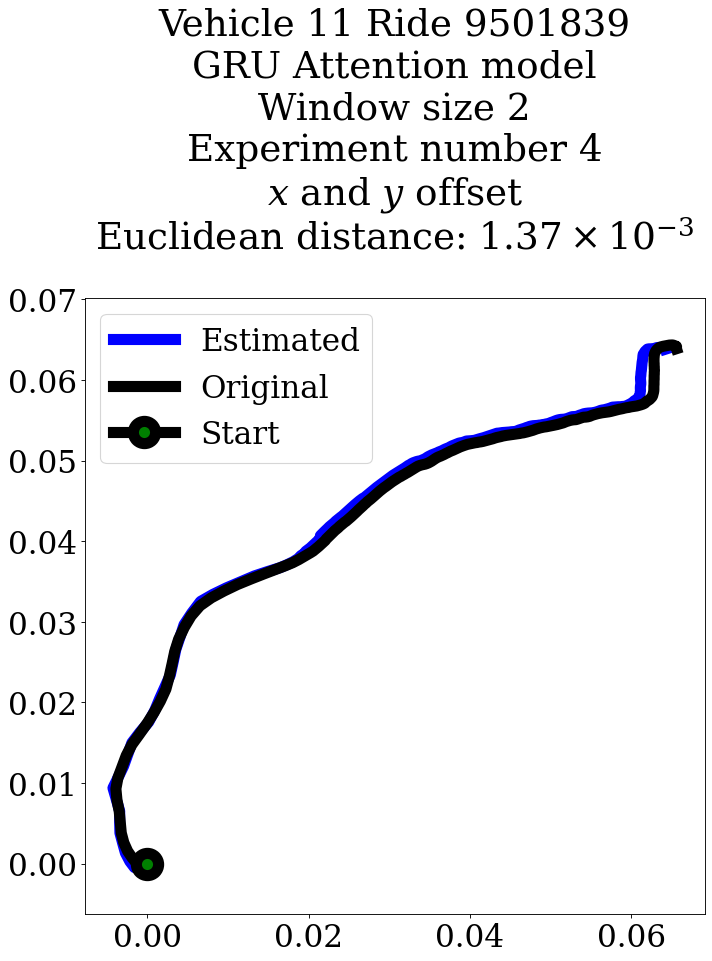 Vehicle 11 Ride 9501839
GRU Attention model
Window size 2
Experiment number 4
x and y offset
Euclidean distance: 1.37 × 10⁻³
0.07
Estimated
0.06
Original
Start
0.05
0.04
0.03
0.02
0.01
0.00
0.00 0.02 0.04 0.06